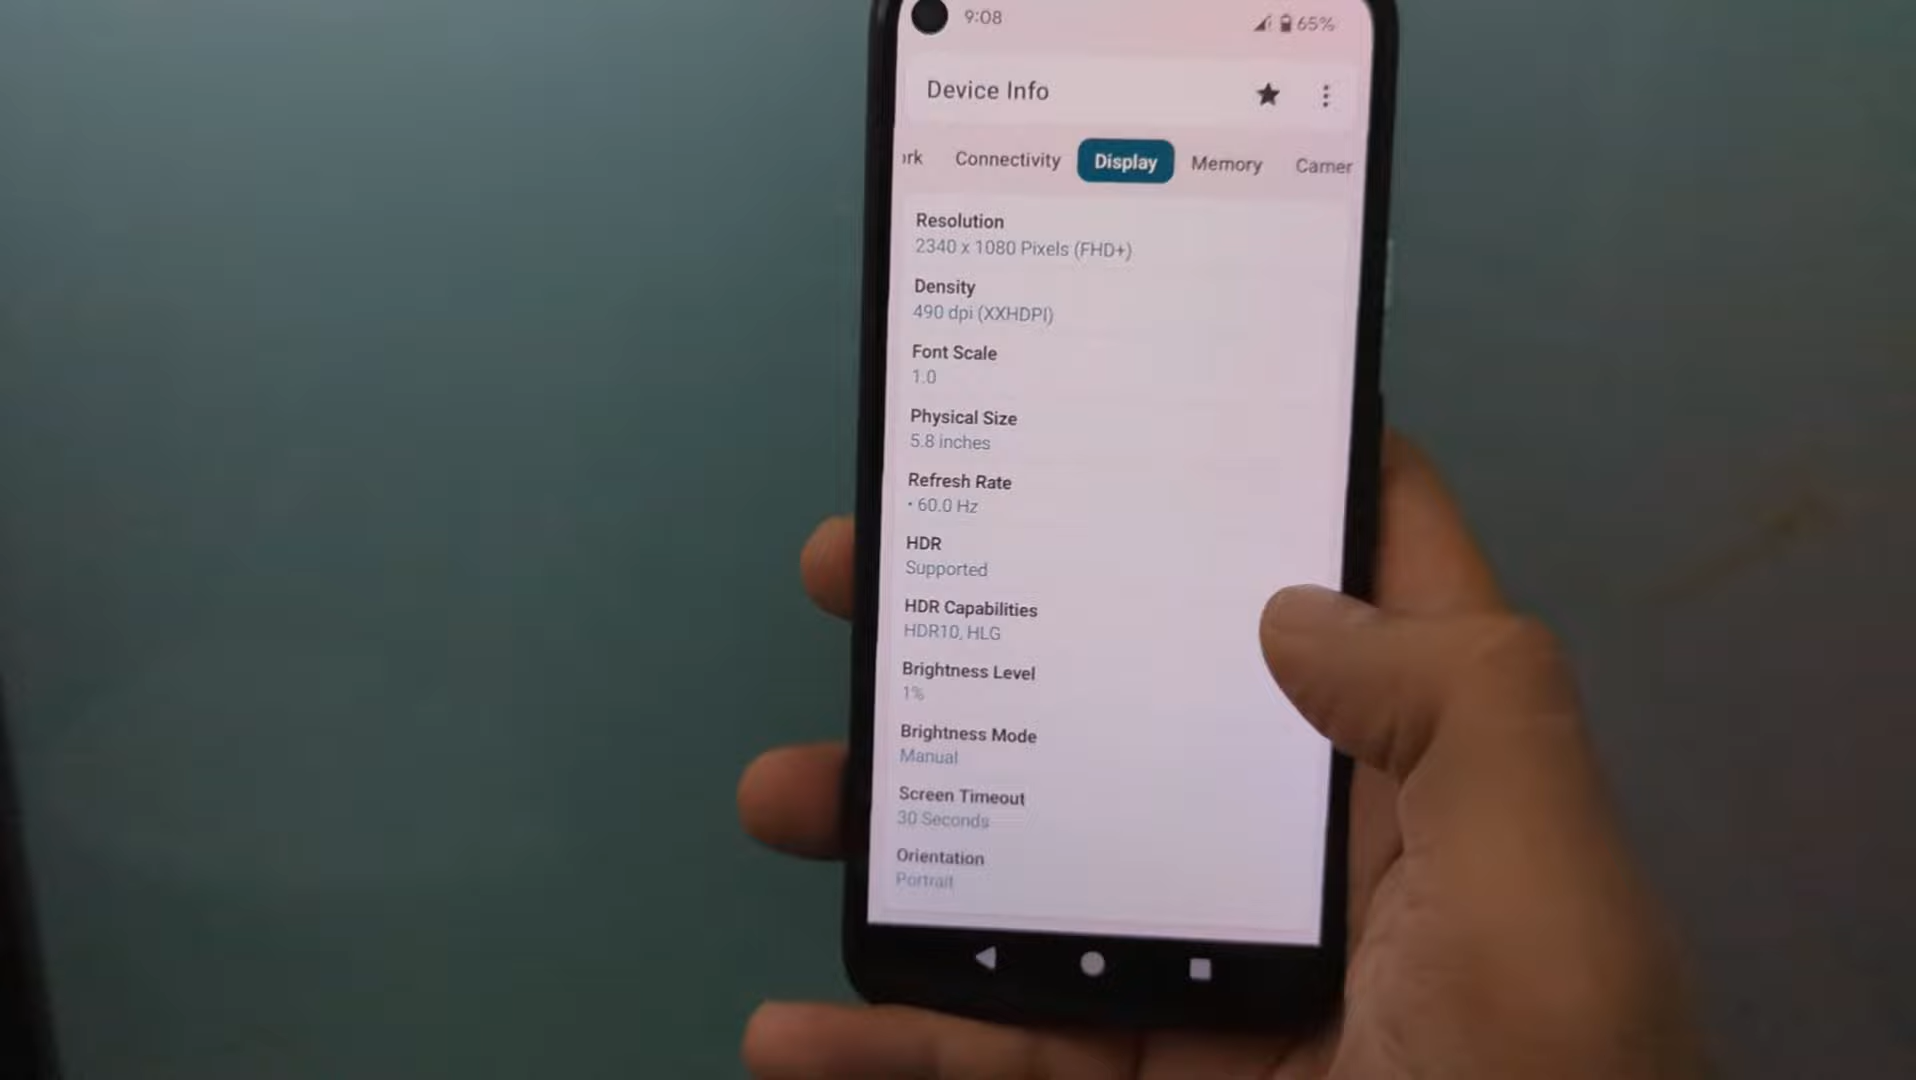 9:08
65%
Device Info
ork Connectivity Display Memory Camer
Resolution
2340 x 1080 Pixels (FHD+)
Density
490 dpi (XXHDPI)
Font Scale
1.0
Physical Size
5.8 inches
Refresh Rate
• 60.0 Hz
HDR
Supported
HDR Capabilities
HDR10, HLG
Brightness Level
1%
Brightness Mode
Manual
Screen Timeout
30 Seconds
Orientation
Portrait